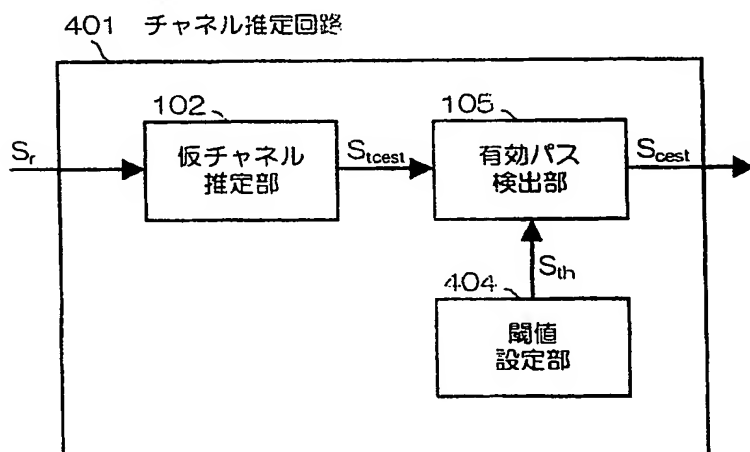 401 チャネル推定回路
102
105
Sr
仮チャネル
推定部
Stcest
有効パス
検出部
Scest
Sth
404
閾値
設定部